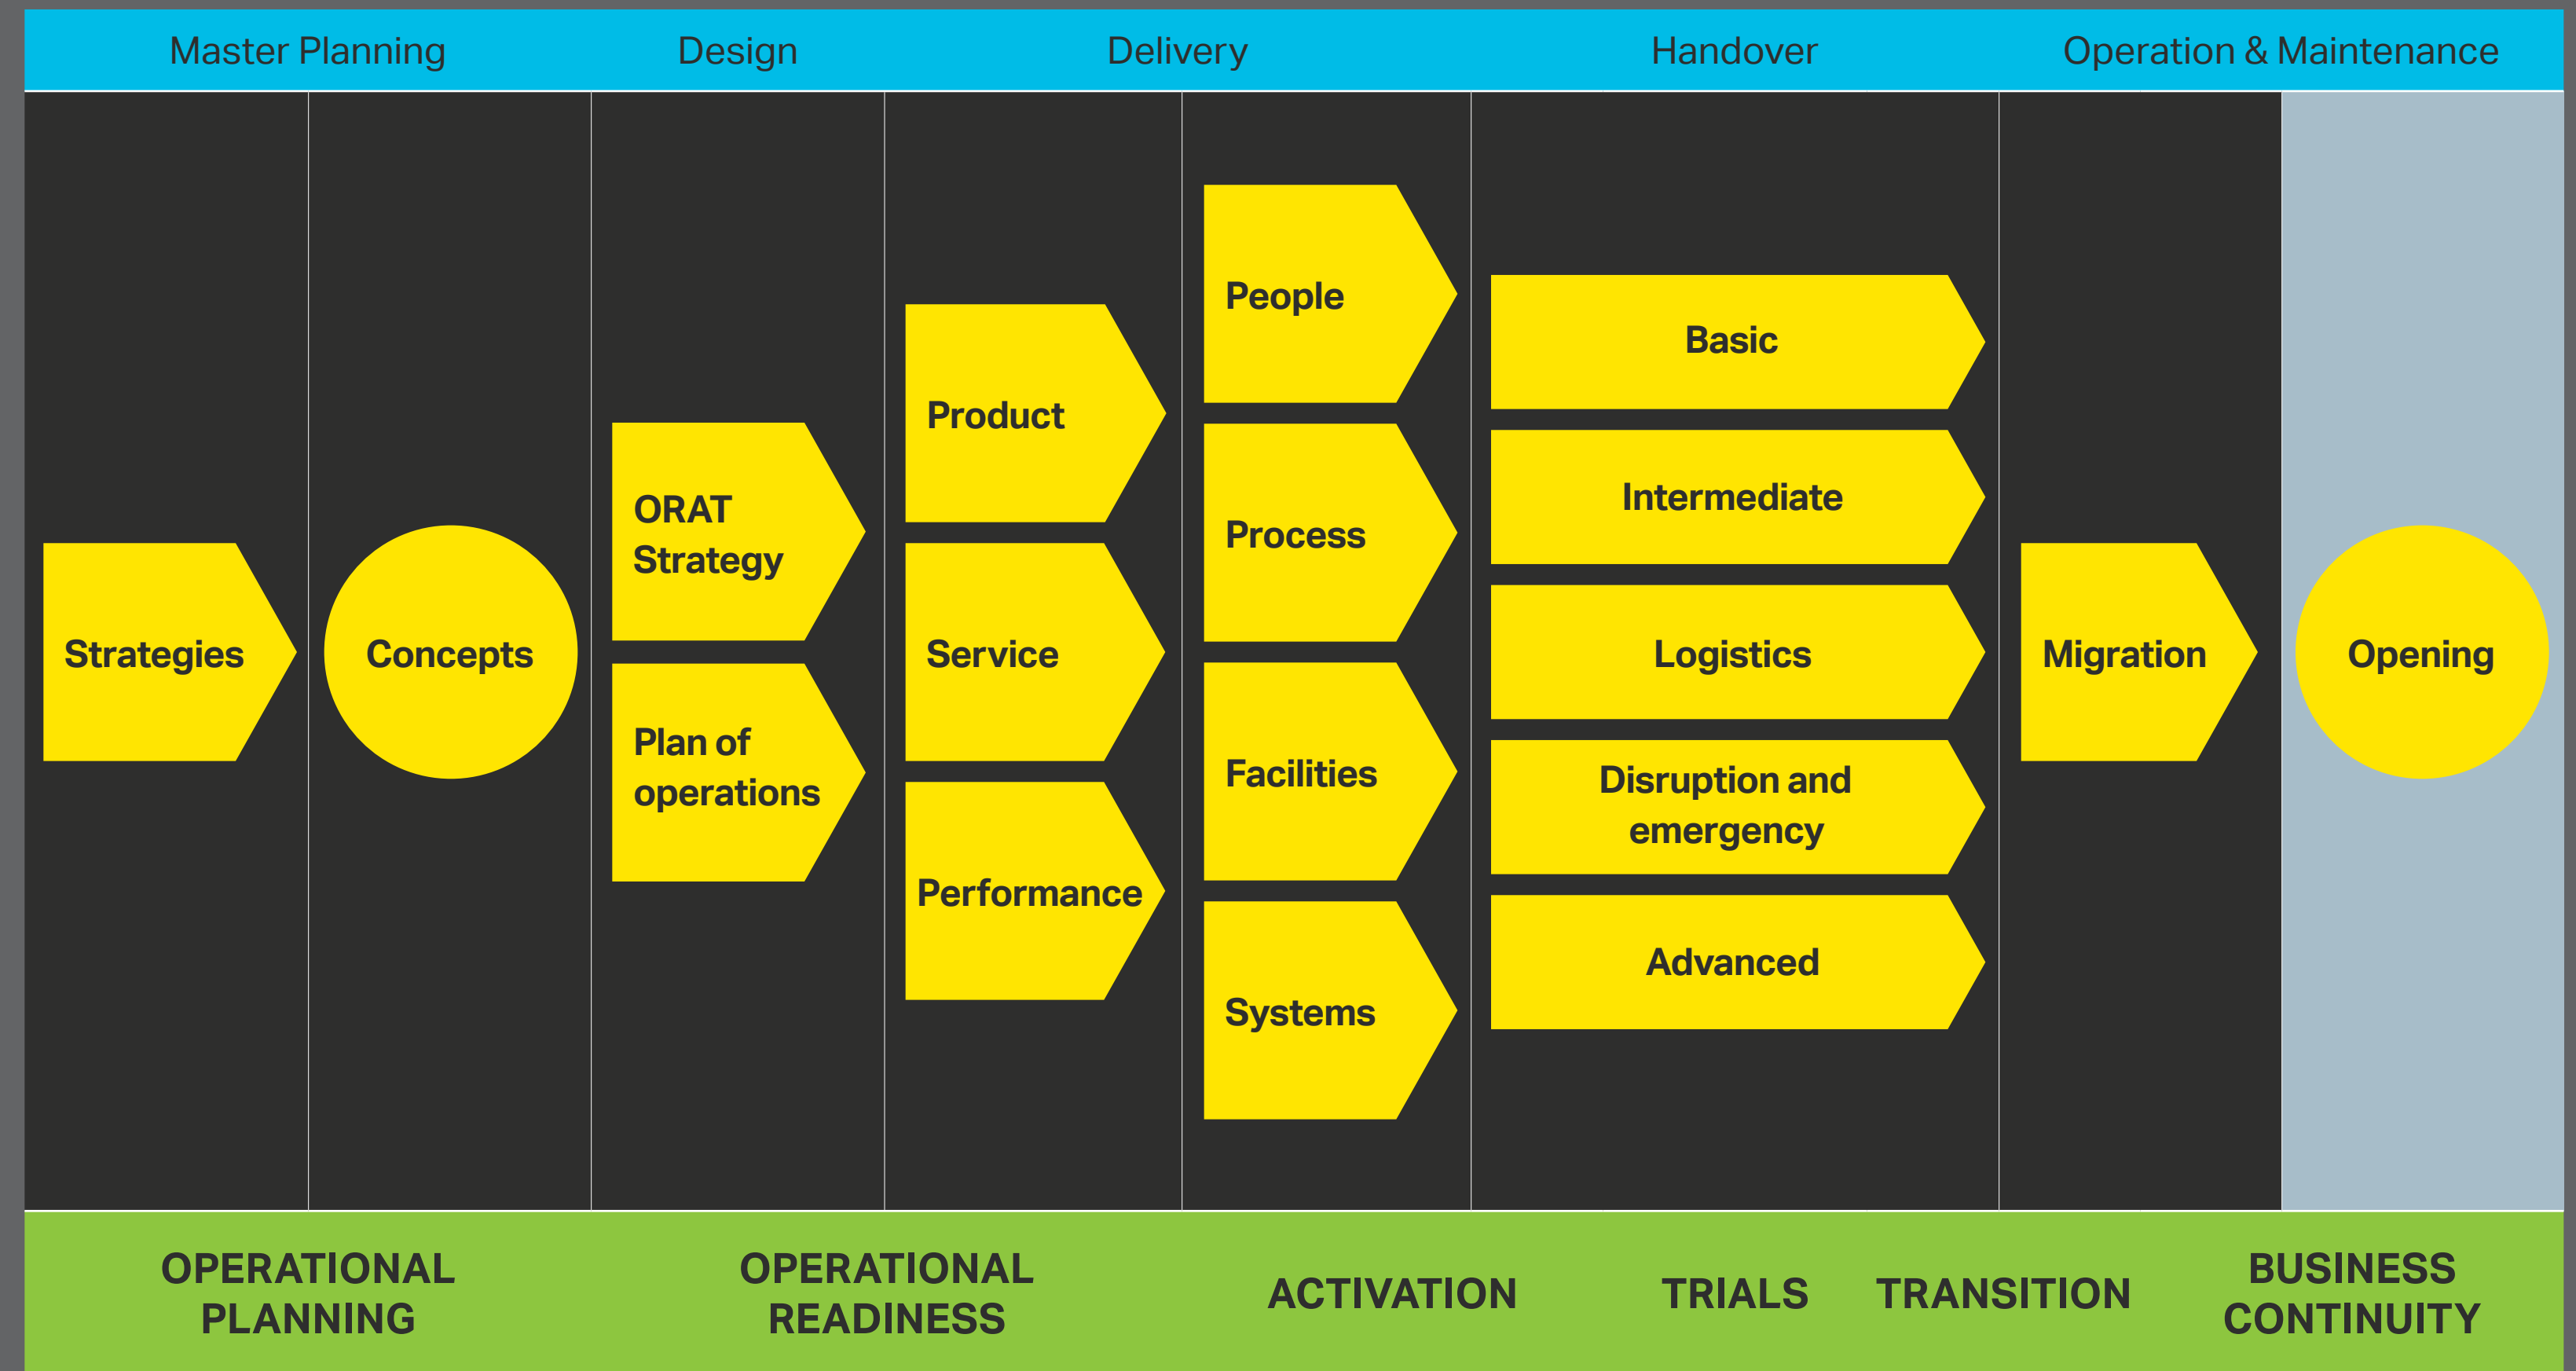 Master Planning
Design
Delivery
Handover
Operation & Maintenance
Strategies
Concepts
ORAT
Strategy
Plan of
operations
Product
Service
Performance
People
Process
Facilities
Systems
Basic
Intermediate
Logistics
Disruption and
emergency
Advanced
Migration
Opening
OPERATIONAL
PLANNING
OPERATIONAL
READINESS
ACTIVATION
TRIALS
TRANSITION
BUSINESS
CONTINUITY